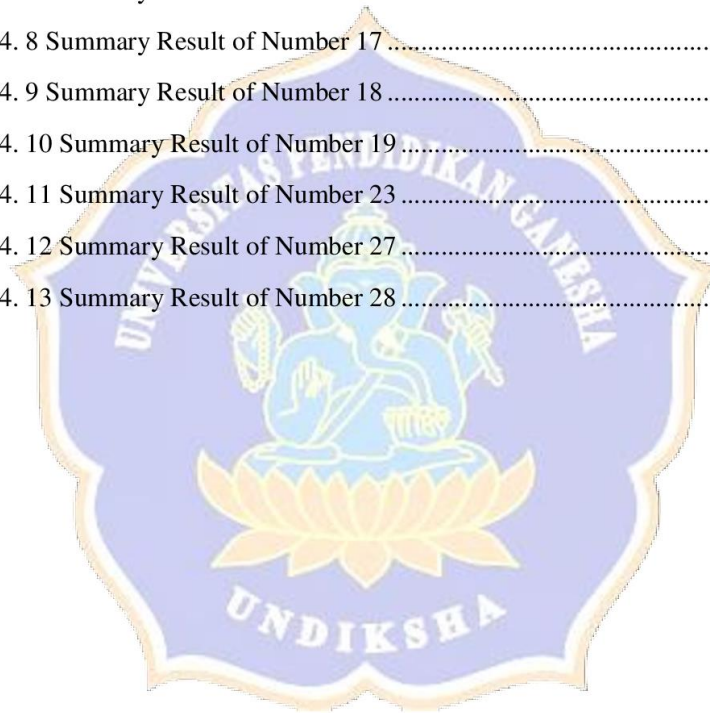 4. 8 Summary Result of Number 17 ........................................................
4. 9 Summary Result of Number 18 ........................................................
4. 10 Summary Result of Number 19 ......................................................
4. 11 Summary Result of Number 23 ......................................................
4. 12 Summary Result of Number 27 ......................................................
4. 13 Summary Result of Number 28 ......................................................
UNIVERSITAS PENDIDIKAN GANESHA
UNDIKSHA